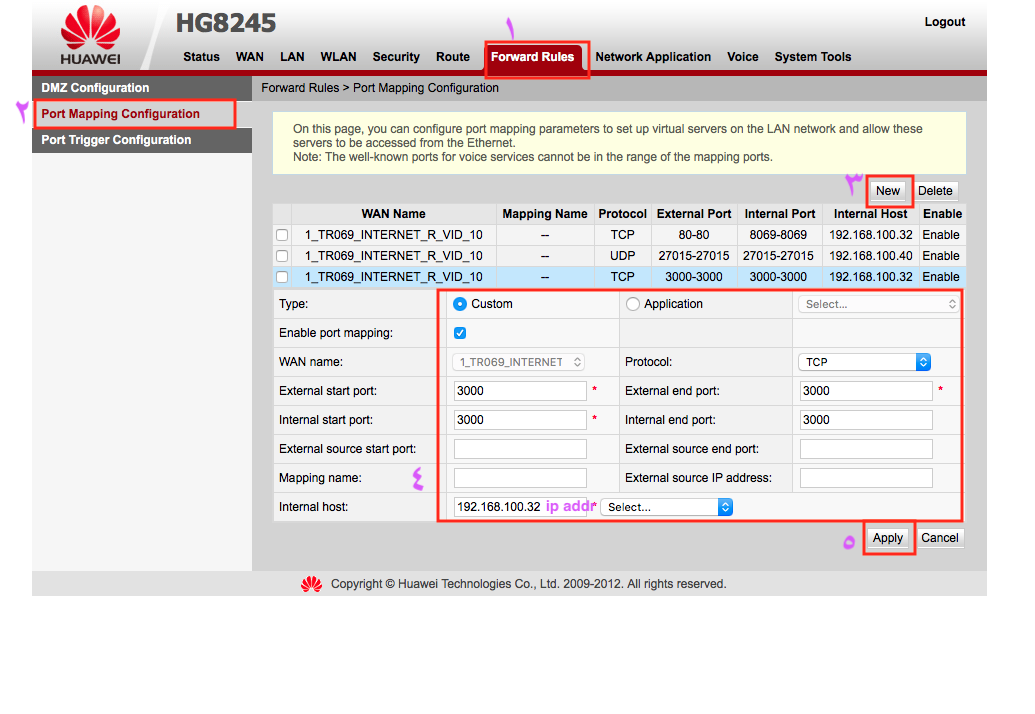 HUAWEI
HG8245
Logout
١
Status WAN LAN WLAN Security Route Forward Rules Network Application Voice System Tools
DMZ Configuration
Forward Rules > Port Mapping Configuration
٢ Port Mapping Configuration
Port Trigger Configuration
On this page, you can configure port mapping parameters to set up virtual servers on the LAN network and allow these
servers to be accessed from the Ethernet.
Note: The well-known ports for voice services cannot be in the range of the mapping ports.
٣ New Delete
WAN Name Mapping Name Protocol External Port Internal Port Internal Host Enable
1_TR069_INTERNET_R_VID_10 -- TCP 80-80 8069-8069 192.168.100.32 Enable
1_TR069_INTERNET_R_VID_10 -- UDP 27015-27015 27015-27015 192.168.100.40 Enable
1_TR069_INTERNET_R_VID_10 -- TCP 3000-3000 3000-3000 192.168.100.32 Enable
Type: Custom Application Select...
Enable port mapping:
WAN name: 1_TR069_INTERNET Protocol: TCP
External start port: 3000 * External end port: 3000 *
Internal start port: 3000 * Internal end port: 3000
External source start port: External source end port:
Mapping name: ٤ External source IP address:
Internal host: 192.168.100.32 ip addr * Select...
٥ Apply Cancel
Copyright © Huawei Technologies Co., Ltd. 2009-2012. All rights reserved.